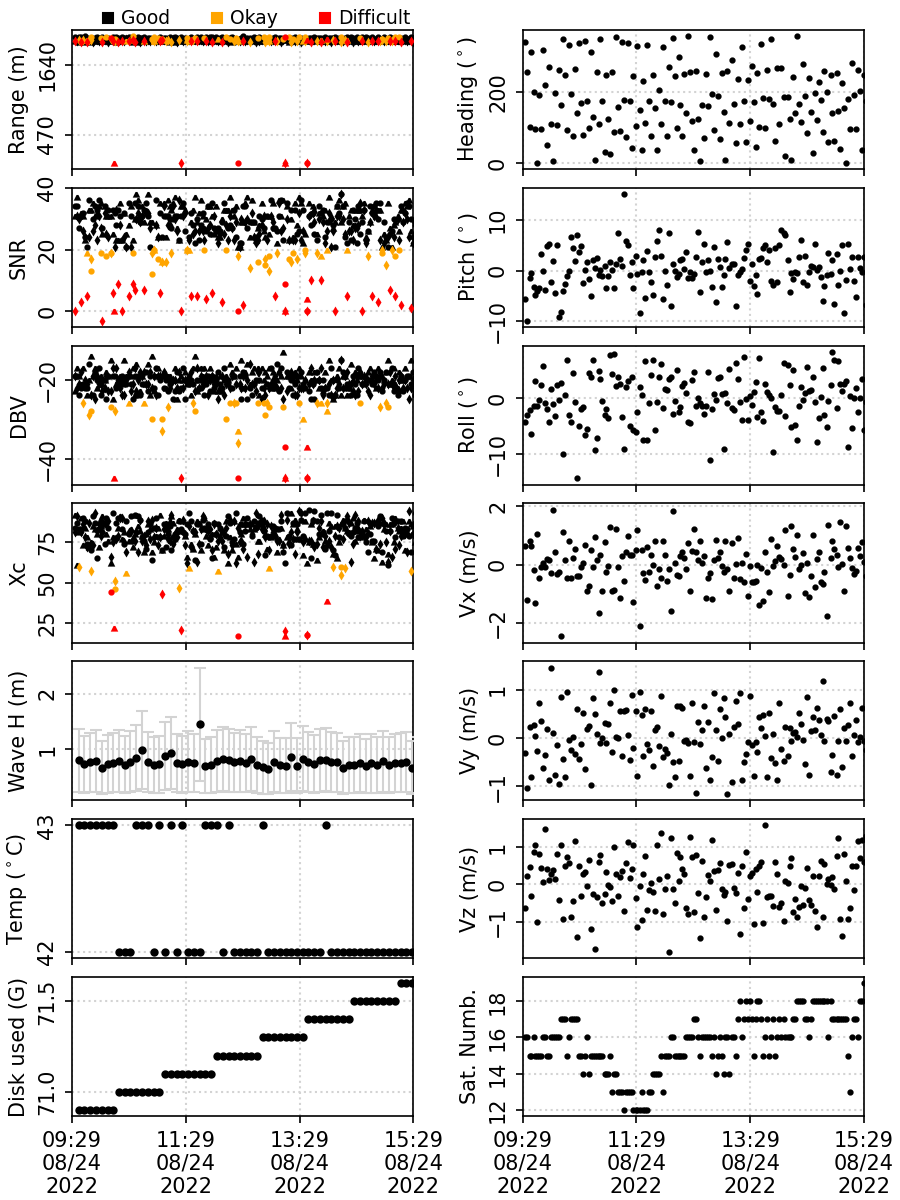 Good Okay Difficult
Range (m)
1640
470
Heading (°)
200
0
SNR
40
20
0
Pitch (°)
10
0
−10
DBV
−20
−40
Roll (°)
0
−10
Xc
75
50
25
Vx (m/s)
2
0
−2
Wave H (m)
2
1
Vy (m/s)
1
0
−1
Temp (°C)
43
42
Vz (m/s)
1
0
−1
Disk used (G)
71.5
71.0
Sat. Numb.
18
16
14
12
09:29 11:29 13:29 15:29
08/24 08/24 08/24 08/24
2022 2022 2022 2022
09:29 11:29 13:29 15:29
08/24 08/24 08/24 08/24
2022 2022 2022 2022